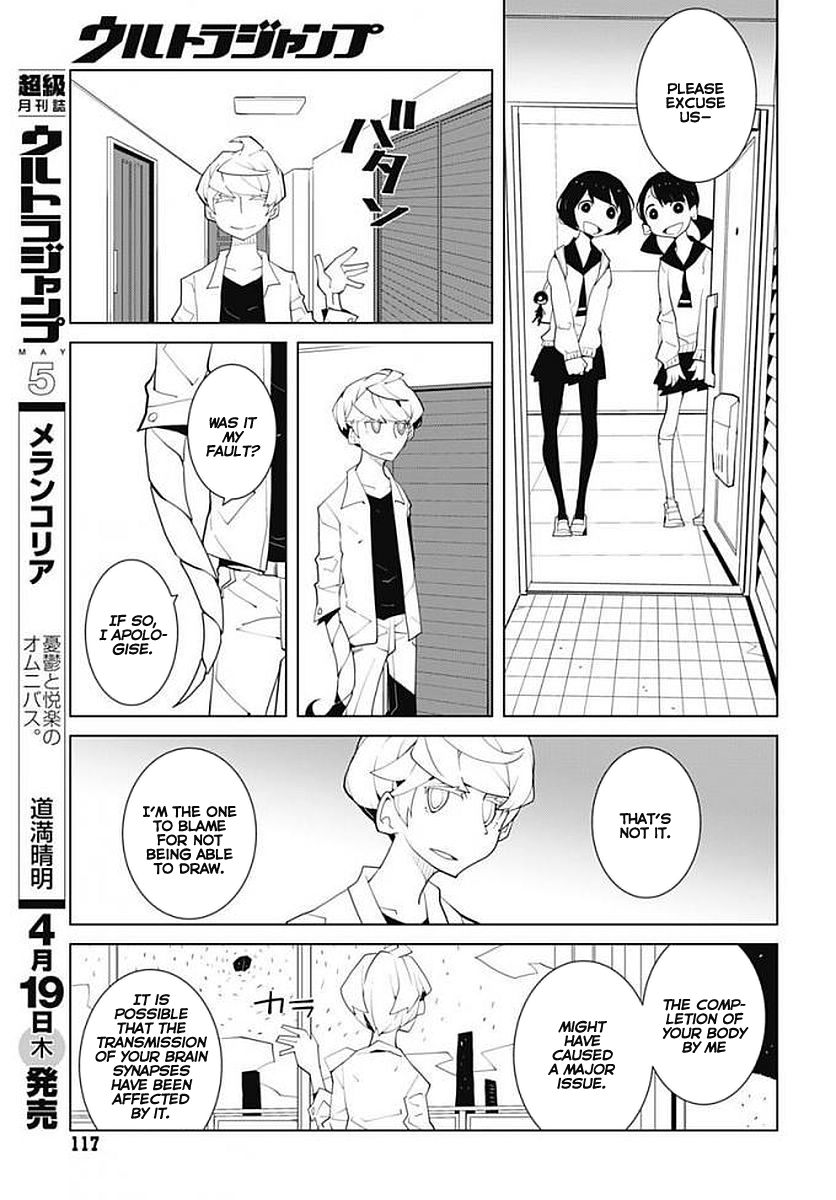 ウルトラジャンプ
超級
月刊誌
ウルトラジャンプ
MAY
5
メランコリア
憂鬱と悦楽の
オムニバス。
道満晴明
4月
19日
木
発売
PLEASE
EXCUSE
US—
バタン
WAS IT
MY
FAULT?
IF SO,
I APOLO-
GISE.
THAT'S
NOT IT.
I'M THE ONE
TO BLAME
FOR NOT
BEING ABLE
TO DRAW.
THE COMP-
LETION OF
YOUR BODY
BY ME
MIGHT
HAVE
CAUSED
A MAJOR
ISSUE.
カラ
IT IS
POSSIBLE
THAT THE
TRANSMISSION
OF YOUR BRAIN
SYNAPSES
HAVE BEEN
AFFECTED
BY IT.
117